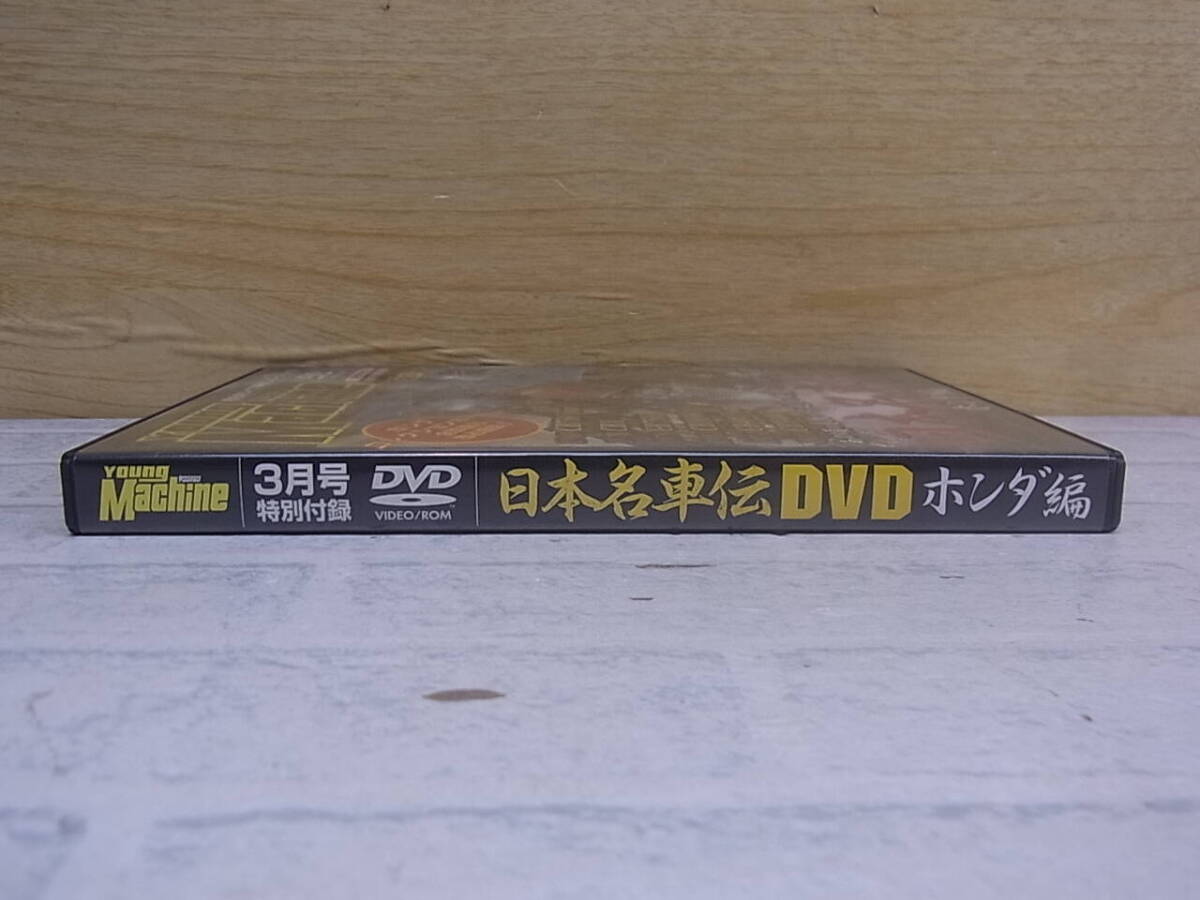 Young Machine
3月号
特別付録
DVD
VIDEO/ROM
日本名車伝DVD ホンダ編